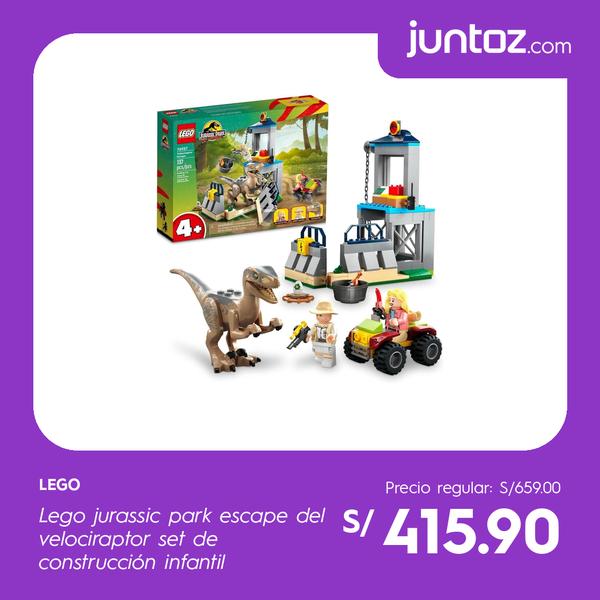 juntoz.com
LEGO
JURASSIC PARK
4+
LEGO
Precio regular: S/659.00
Lego jurassic park escape del
velociraptor set de
construcción infantil
S/ 415.90